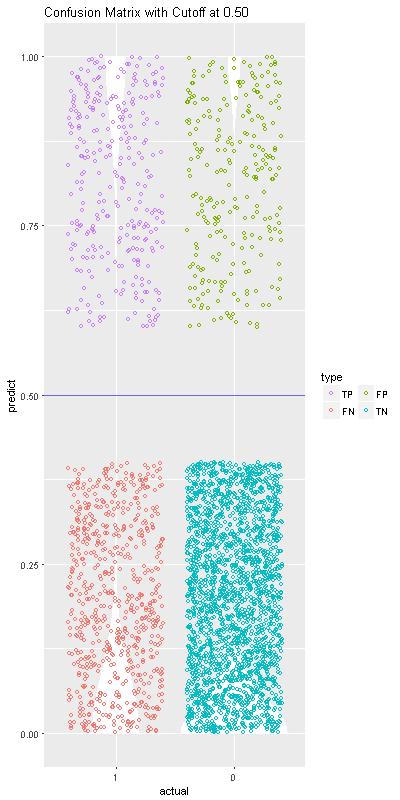 Confusion Matrix with Cutoff at 0.50
1.00
0.75
0.50
0.25
0.00
predict
1 0
actual
type
TP FP
FN TN